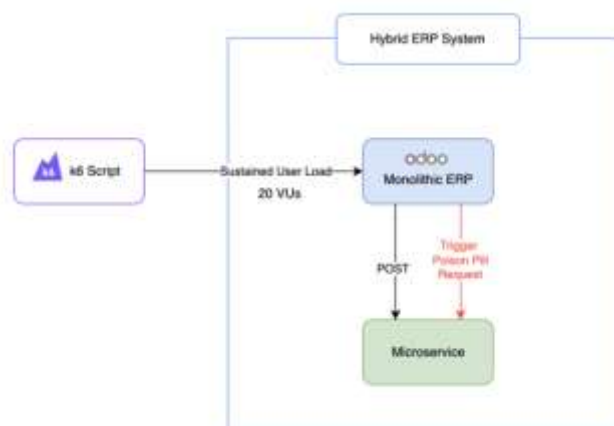 Hybrid ERP System
k6
k6 Script
Sustained User Load
20 VUs
odoo
Monolithic ERP
POST
Trigger
Poison Pill
Request
Microservice